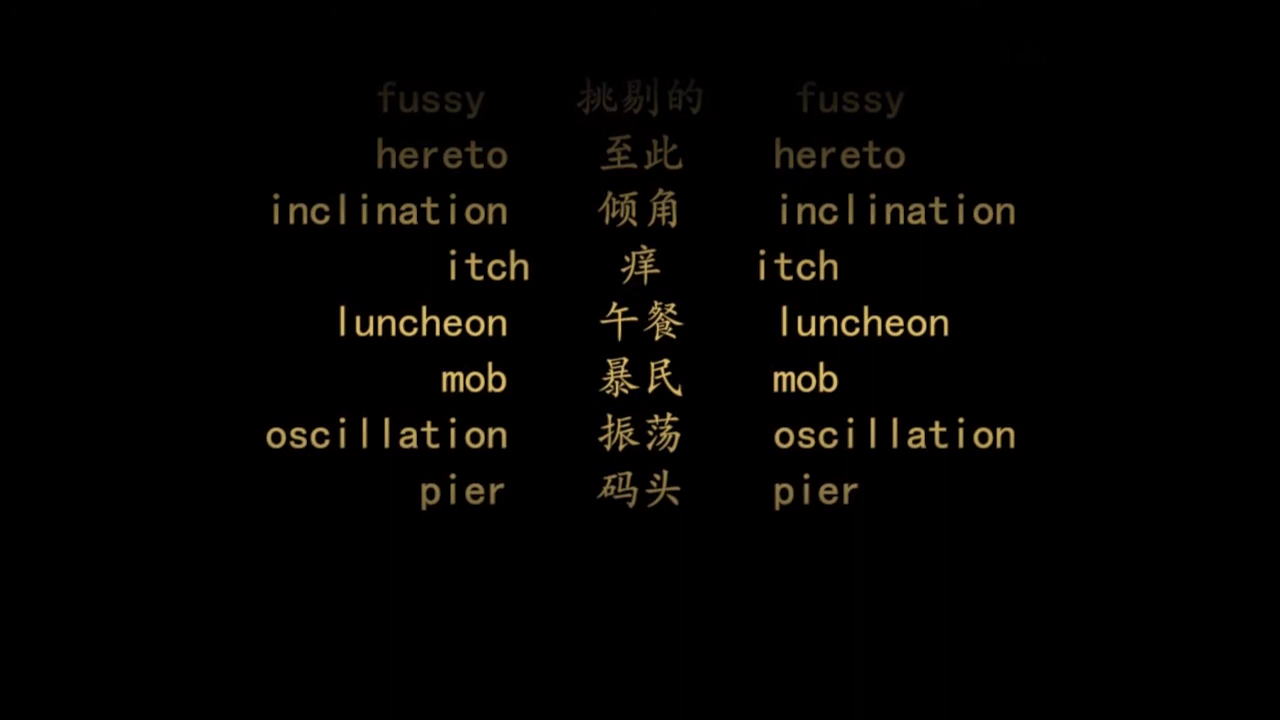 fussy 挑剔的 fussy
hereto 至此 hereto
inclination 倾角 inclination
itch 痒 itch
luncheon 午餐 luncheon
mob 暴民 mob
oscillation 振荡 oscillation
pier 码头 pier